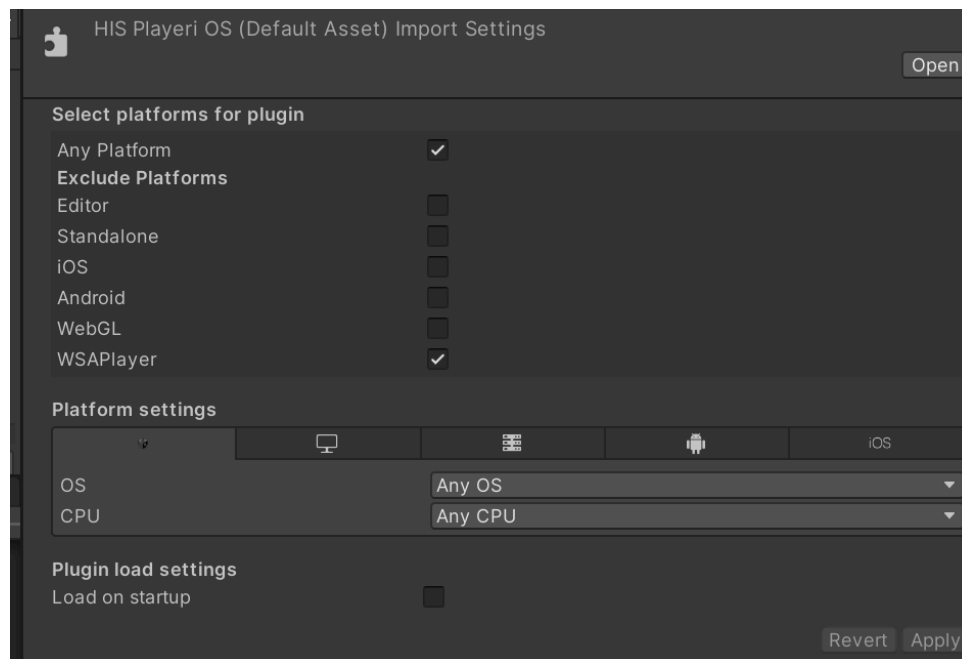 HIS Playeri OS (Default Asset) Import Settings
Open
Select platforms for plugin
Any Platform
Exclude Platforms
Editor
Standalone
iOS
Android
WebGL
WSAPlayer
Platform settings
iOS
OS Any OS
CPU Any CPU
Plugin load settings
Load on startup
Revert Apply